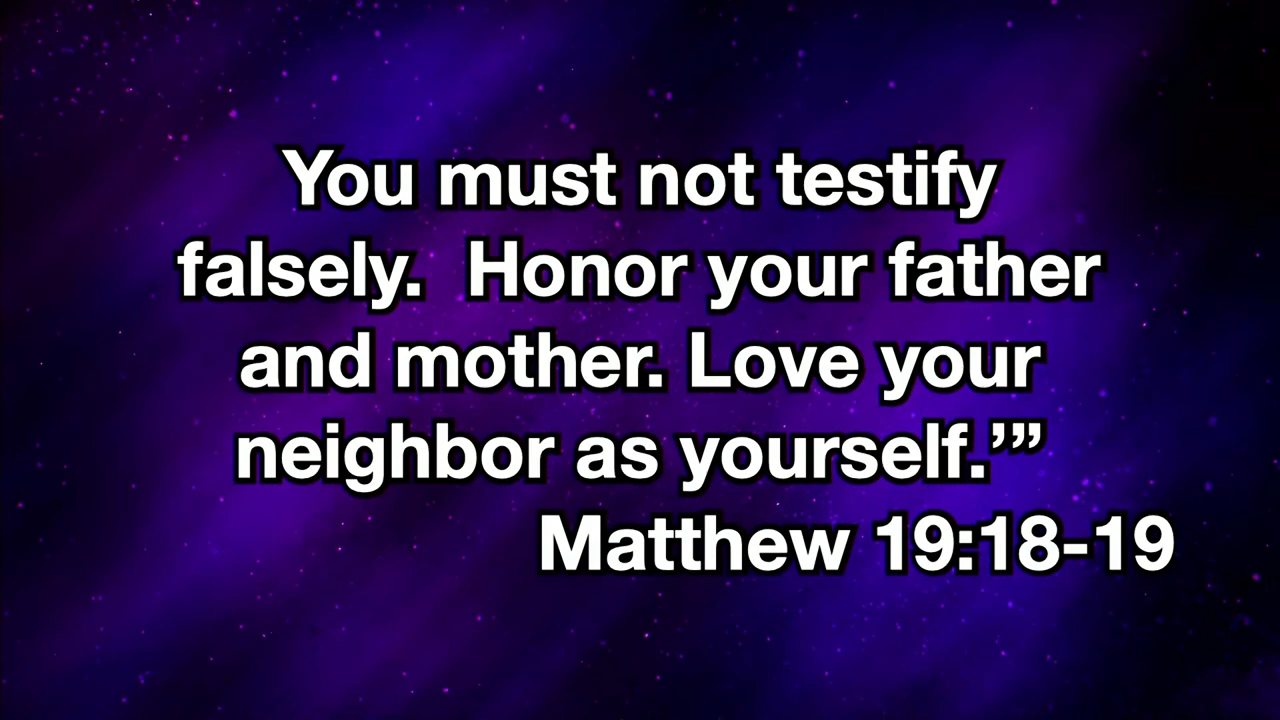 You must not testify
falsely.  Honor your father
and mother. Love your
neighbor as yourself.’”
Matthew 19:18-19